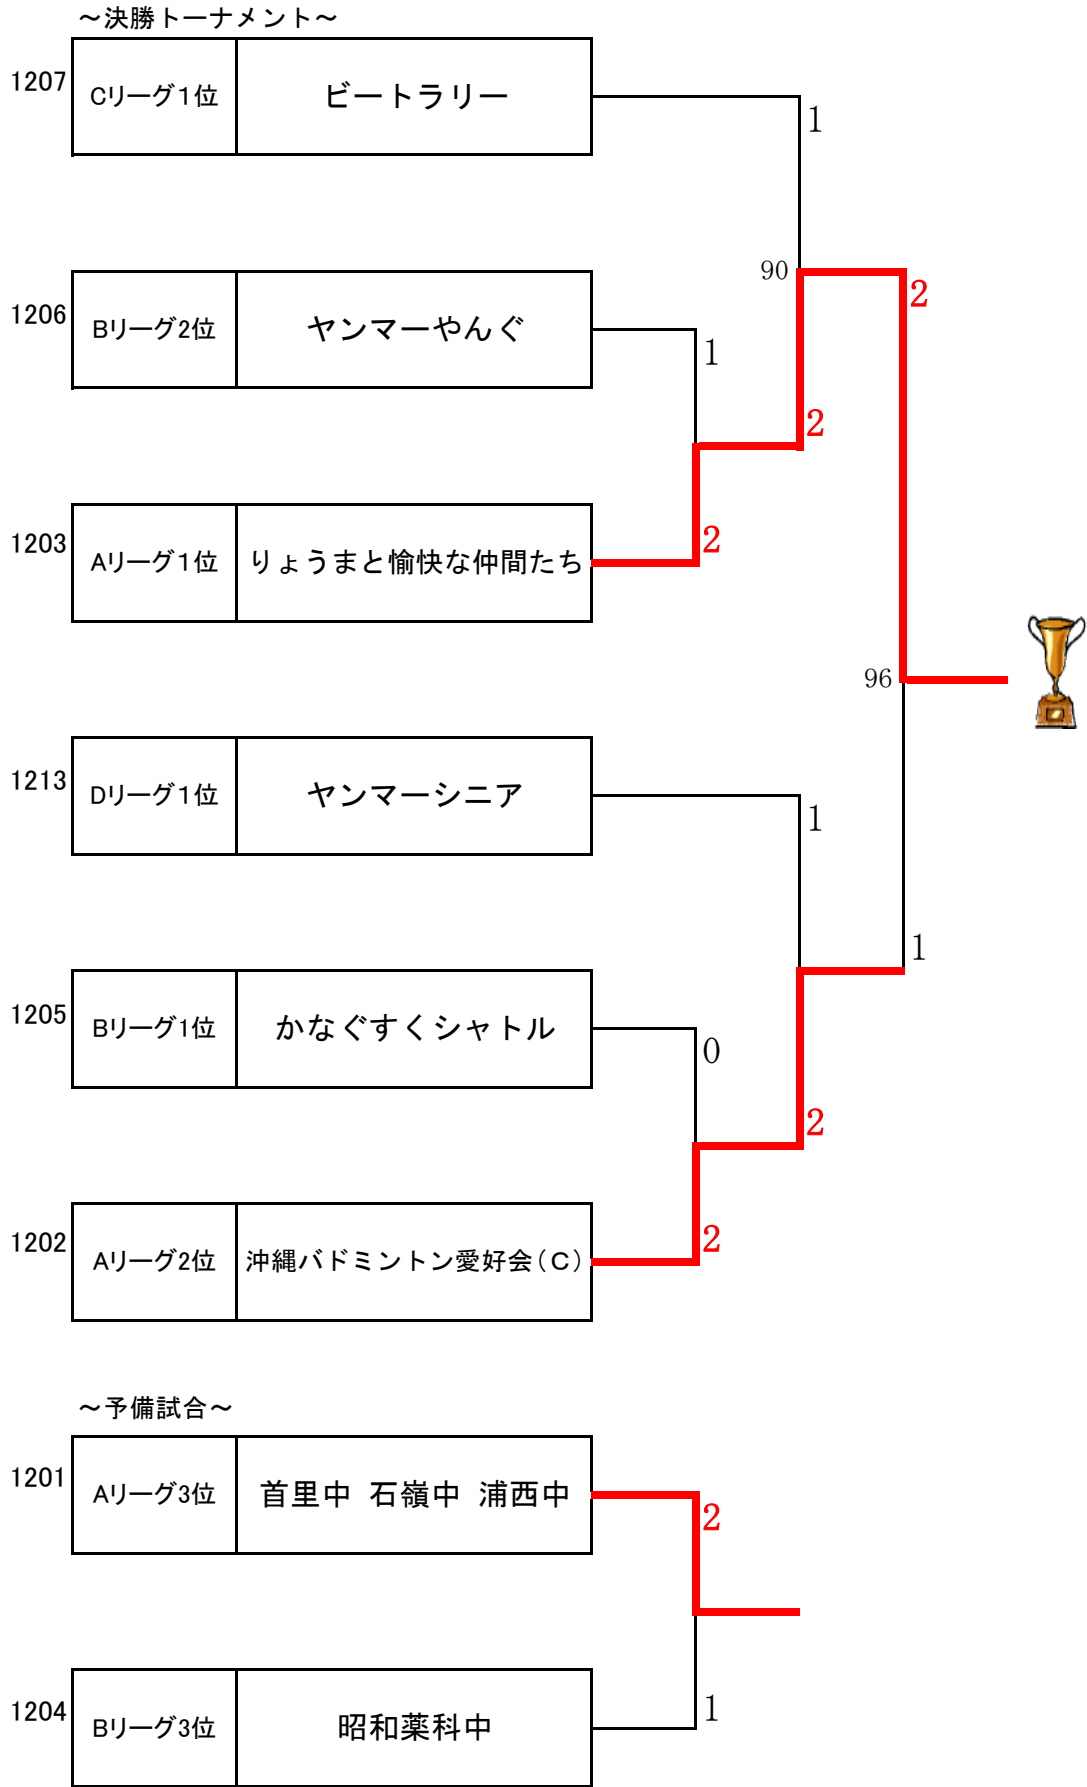 ～決勝トーナメント～
1207 Cリーグ1位 ビートラリー
1
90
2
1206 Bリーグ2位 ヤンマーやんぐ
1
2
1203 Aリーグ1位 りょうまと愉快な仲間たち
2
96
1213 Dリーグ1位 ヤンマーシニア
1
1
1205 Bリーグ1位 かなぐすくシャトル
0
2
1202 Aリーグ2位 沖縄バドミントン愛好会(C)
2
～予備試合～
1201 Aリーグ3位 首里中 石嶺中 浦西中
2
1204 Bリーグ3位 昭和薬科中
1